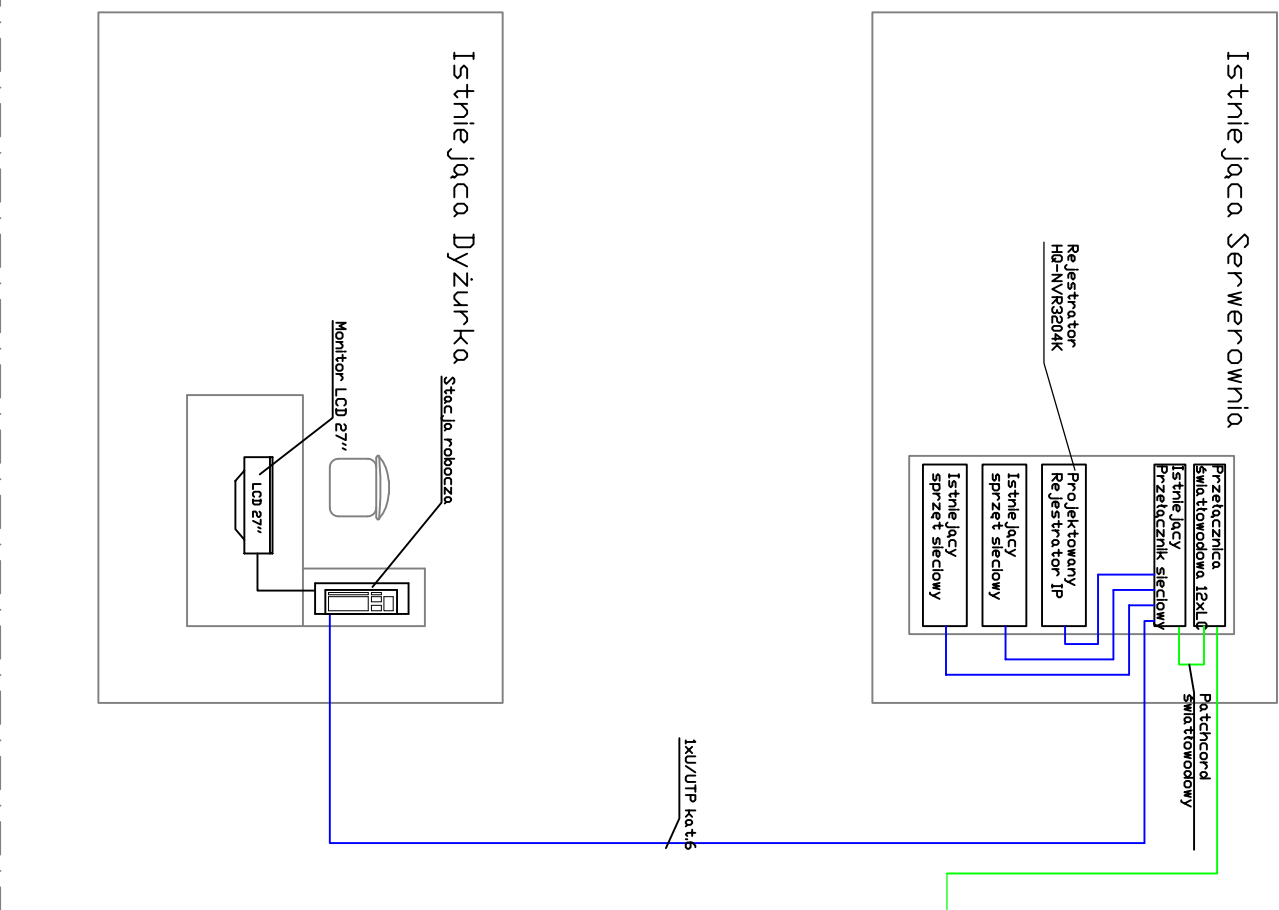 Istniejąca Dyżurka
Monitor LCD 27''
Stacja robocza
LCD 27''
Istniejąca Serwerownia
Rejestrator
HQ-NVR3204K
Przełącznica
światłowodowa 12xLC
Istniejący
Przełącznik sieciowy
Projektowany
Rejestrator IP
Istniejący
sprzęt sieciowy
Istniejący
sprzęt sieciowy
Patchcord
światłowodowy
1xU/UTP kat.6